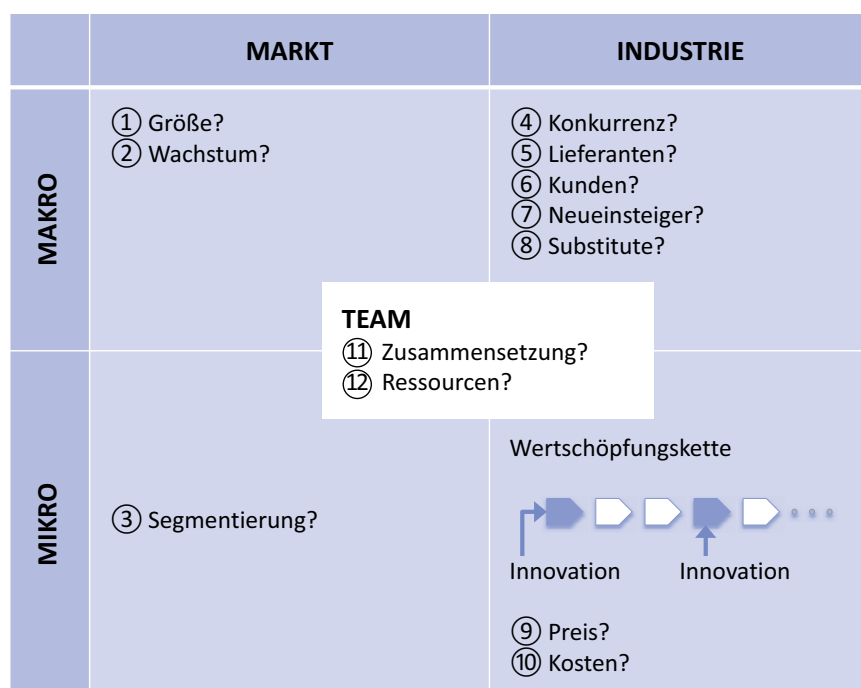 MARKT
INDUSTRIE
MAKRO
① Größe?
② Wachstum?
④ Konkurrenz?
⑤ Lieferanten?
⑥ Kunden?
⑦ Neueinsteiger?
⑧ Substitute?
TEAM
⑪ Zusammensetzung?
⑫ Ressourcen?
MIKRO
③ Segmentierung?
Wertschöpfungskette
Innovation
Innovation
⑨ Preis?
⑩ Kosten?